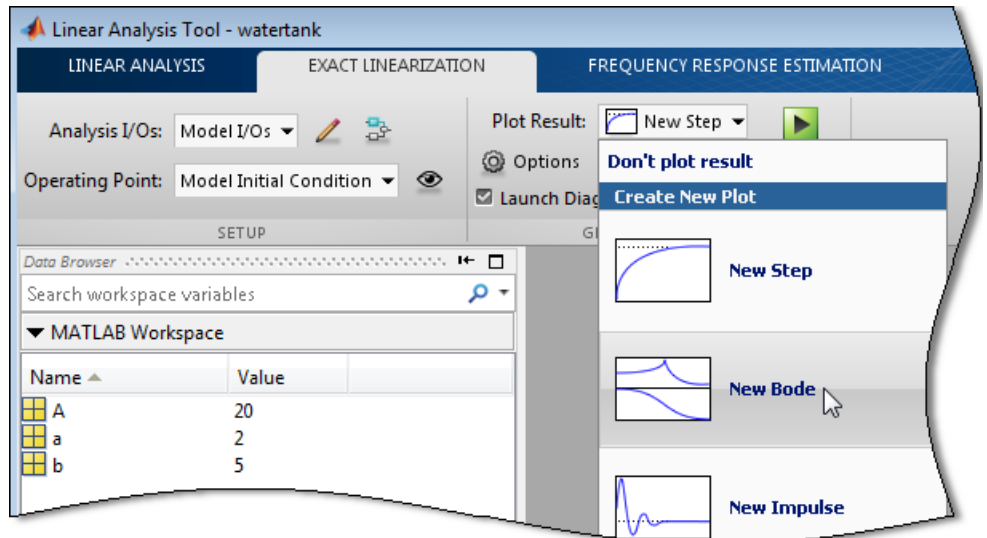 Linear Analysis Tool - watertank
LINEAR ANALYSIS
EXACT LINEARIZATION
FREQUENCY RESPONSE ESTIMATION
Analysis I/Os:
Model I/Os
Plot Result:
New Step
Operating Point:
Model Initial Condition
Options
Launch Diag
SETUP
Don't plot result
Create New Plot
New Step
New Bode
New Impulse
Data Browser
Search workspace variables
MATLAB Workspace
Name Value
A 20
a 2
b 5